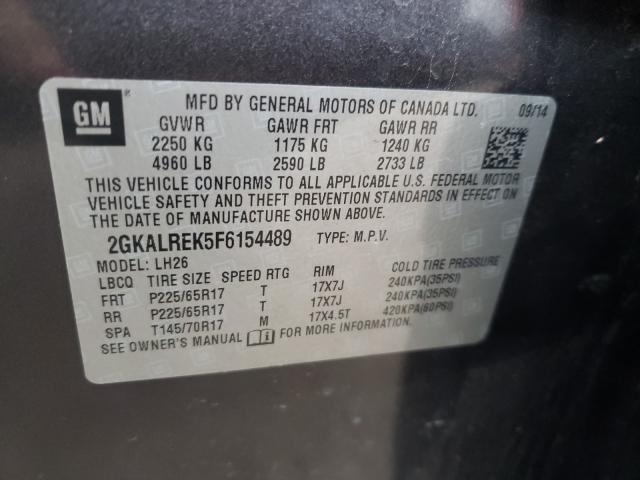 GM ®
MFD BY GENERAL MOTORS OF CANADA LTD. 09/14
GVWR GAWR FRT GAWR RR
2250 KG 1175 KG 1240 KG
4960 LB 2590 LB 2733 LB
THIS VEHICLE CONFORMS TO ALL APPLICABLE U.S. FEDERAL MOTOR
VEHICLE SAFETY AND THEFT PREVENTION STANDARDS IN EFFECT ON
THE DATE OF MANUFACTURE SHOWN ABOVE.
2GKALREK5F6154489 TYPE: M.P.V.
MODEL: LH26
LBCQ TIRE SIZE SPEED RTG RIM COLD TIRE PRESSURE
FRT P225/65R17 T 17X7J 240KPA(35PSI)
RR P225/65R17 T 17X7J 240KPA(35PSI)
SPA T145/70R17 M 17X4.5T 420KPA(60PSI)
SEE OWNER'S MANUAL FOR MORE INFORMATION